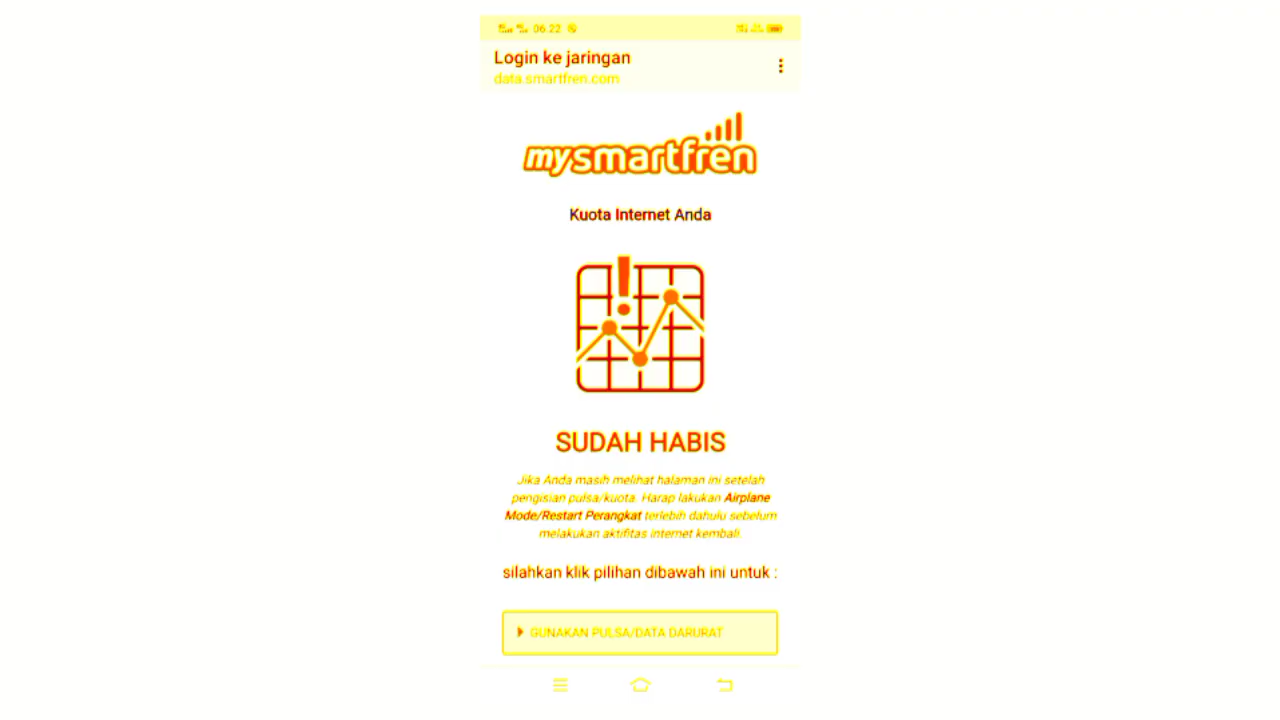 06.22
Login ke jaringan
data.smartfren.com
mysmartfren
Kuota Internet Anda
SUDAH HABIS
Jika Anda masih melihat halaman ini setelah
pengisian pulsa/kuota. Harap lakukan Airplane
Mode/Restart Perangkat terlebih dahulu sebelum
melakukan aktifitas internet kembali.
silahkan klik pilihan dibawah ini untuk :
GUNAKAN PULSA/DATA DARURAT